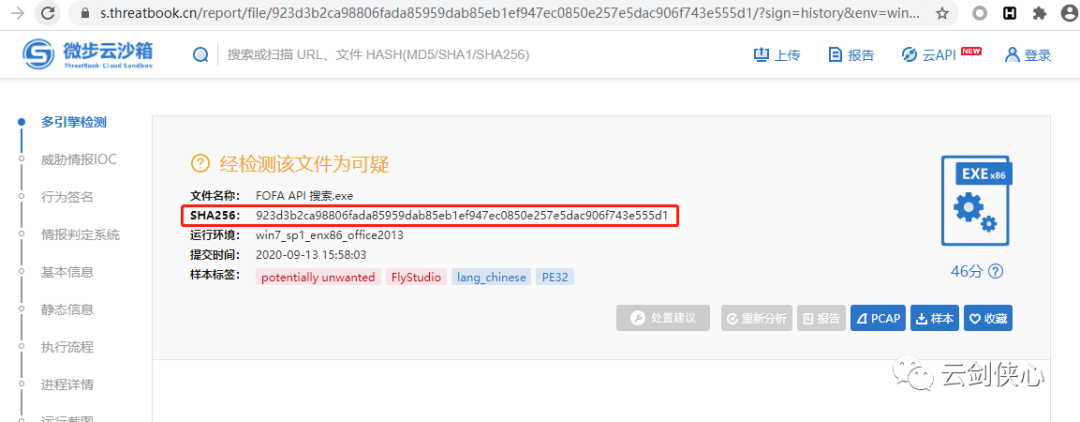 s.threatbook.cn/report/file/923d3b2ca98806fada85959dab85eb1ef947ec0850e257e5dac906f743e555d1/?sign=history&env=win...
微步云沙箱
ThreatBook Cloud Sandbox
搜索或扫描 URL、文件 HASH(MD5/SHA1/SHA256)
上传
报告
云API NEW
登录
多引擎检测
威胁情报IOC
行为签名
情报判定系统
基本信息
静态信息
执行流程
进程详情
运行截图
经检测该文件为可疑
文件名称: FOFA API 搜索.exe
SHA256: 923d3b2ca98806fada85959dab85eb1ef947ec0850e257e5dac906f743e555d1
运行环境: win7_sp1_enx86_office2013
提交时间: 2020-09-13 15:58:03
样本标签: potentially unwanted FlyStudio lang_chinese PE32
EXE x86
46分
处置建议 重新分析 报告 PCAP 样本 收藏
云剑侠心